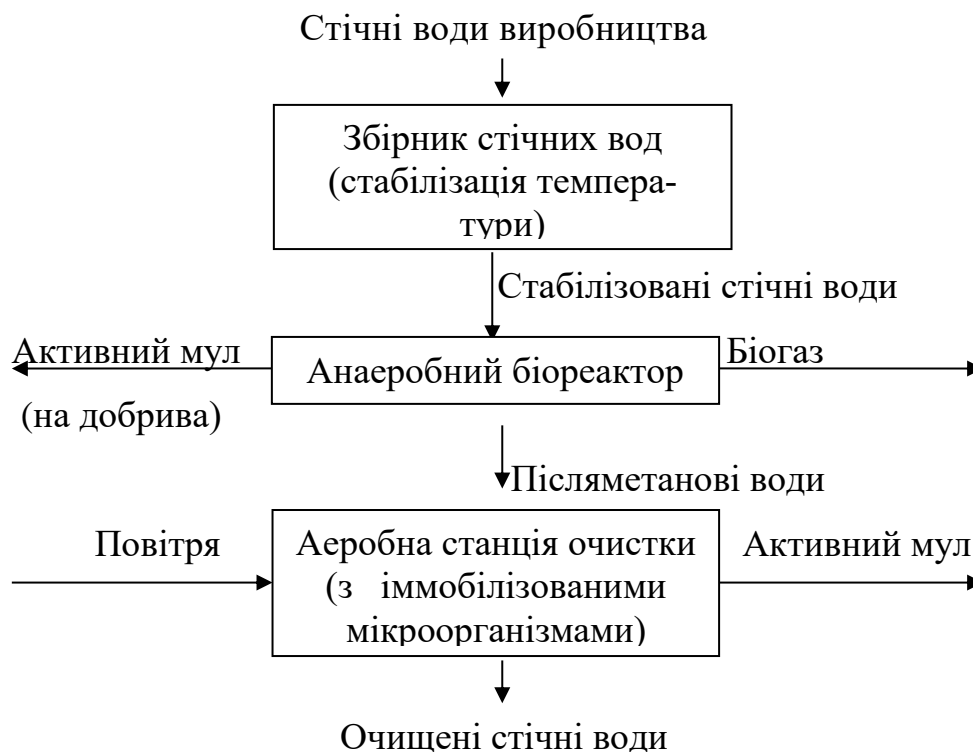 Стічні води виробництва
Збірник стічних вод
(стабілізація темпера-
тури)
Стабілізовані стічні води
Активний мул
(на добрива)
Анаеробний біореактор
Біогаз
Післяметанові води
Повітря
Аеробна станція очистки
(з іммобілізованими
мікроорганізмами)
Активний мул
Очищені стічні води